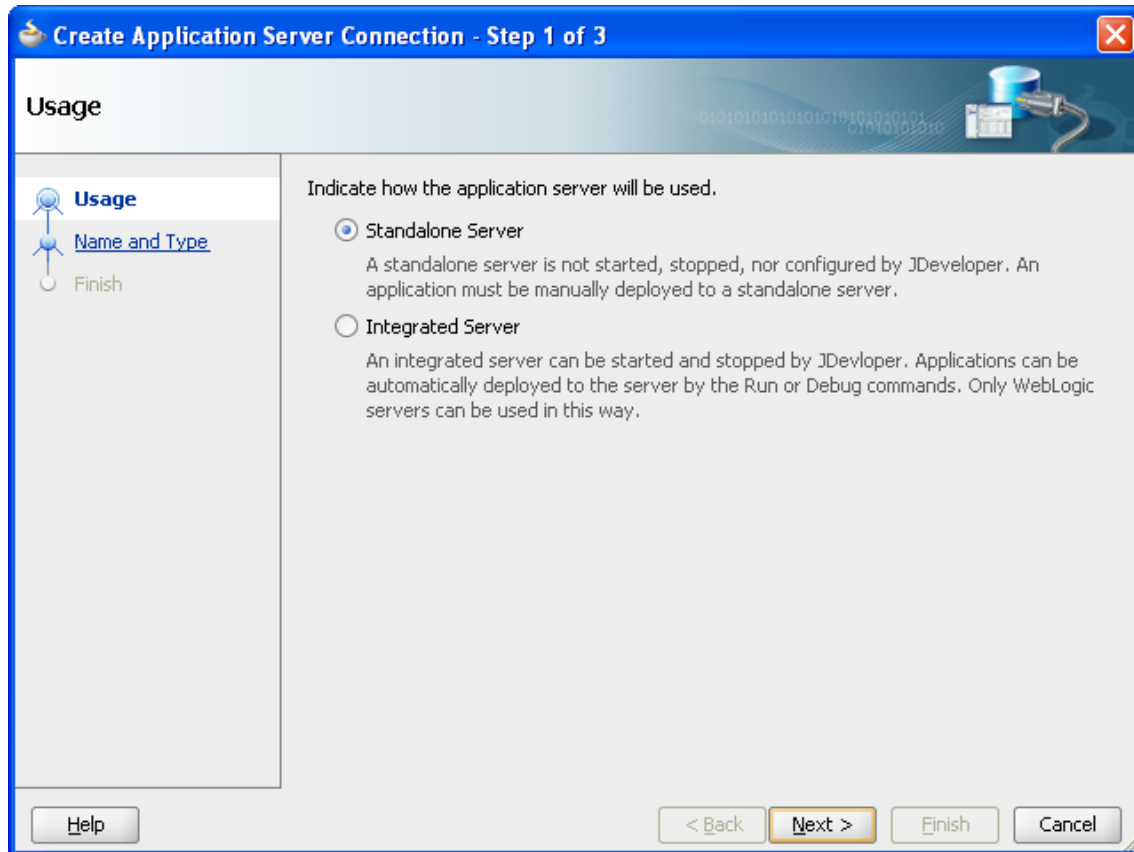 Create Application Server Connection - Step 1 of 3
Usage
010101010101010101010101010101
01010101010
Usage
Name and Type
Finish
Indicate how the application server will be used.
Standalone Server
A standalone server is not started, stopped, nor configured by JDeveloper. An
application must be manually deployed to a standalone server.
Integrated Server
An integrated server can be started and stopped by JDevloper. Applications can be
automatically deployed to the server by the Run or Debug commands. Only WebLogic
servers can be used in this way.
Help
< Back
Next >
Finish
Cancel